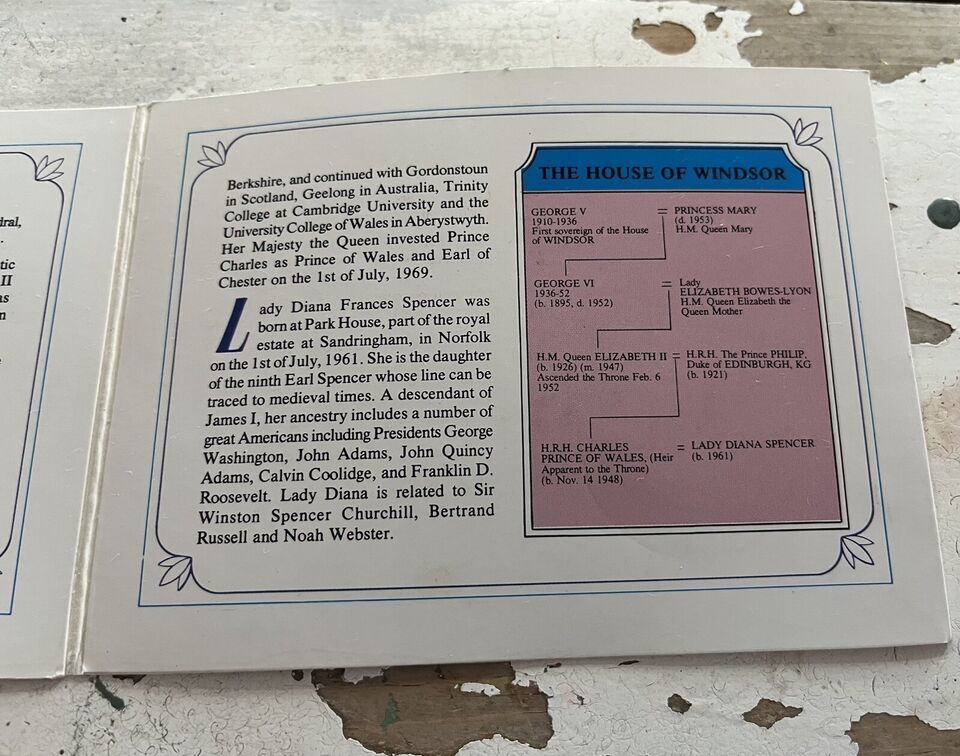 dral,
.
tic
II
as
n
Berkshire, and continued with Gordonstoun
in Scotland, Geelong in Australia, Trinity
College at Cambridge University and the
University College of Wales in Aberystwyth.
Her Majesty the Queen invested Prince
Charles as Prince of Wales and Earl of
Chester on the 1st of July, 1969.
Lady Diana Frances Spencer was
born at Park House, part of the royal
estate at Sandringham, in Norfolk
on the 1st of July, 1961. She is the daughter
of the ninth Earl Spencer whose line can be
traced to medieval times. A descendant of
James I, her ancestry includes a number of
great Americans including Presidents George
Washington, John Adams, John Quincy
Adams, Calvin Coolidge, and Franklin D.
Roosevelt. Lady Diana is related to Sir
Winston Spencer Churchill, Bertrand
Russell and Noah Webster.
THE HOUSE OF WINDSOR
GEORGE V = PRINCESS MARY
1910-1936 (d. 1953)
First sovereign of the House H.M. Queen Mary
of WINDSOR
GEORGE VI = Lady
1936-52 ELIZABETH BOWES-LYON
(b. 1895, d. 1952) H.M. Queen Elizabeth the
Queen Mother
H.M. Queen ELIZABETH II = H.R.H. The Prince PHILIP,
(b. 1926) (m. 1947) Duke of EDINBURGH, KG
Ascended the Throne Feb. 6 (b. 1921)
1952
H.R.H. CHARLES = LADY DIANA SPENCER
PRINCE OF WALES, (Heir (b. 1961)
Apparent to the Throne)
(b. Nov. 14 1948)